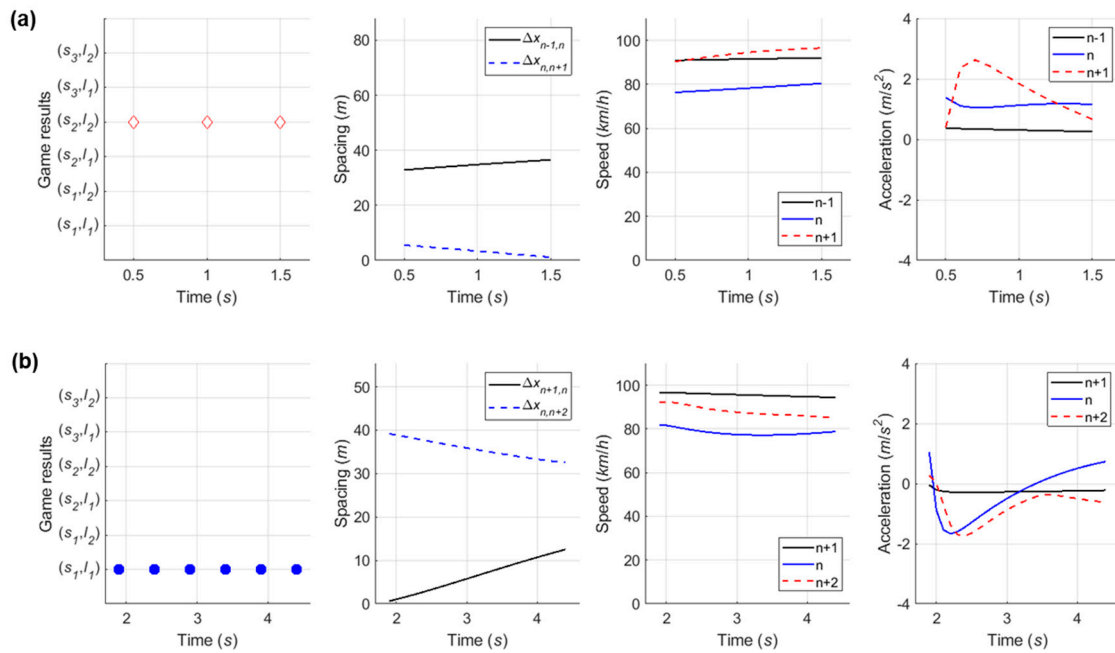 (a)
Game results
(s3,l2)
(s3,l1)
(s2,l2)
(s2,l1)
(s1,l2)
(s1,l1)
0.5 1 1.5
Time (s)
Spacing (m)
80
60
40
20
0
Δx n-1,n
Δx n,n+1
0.5 1 1.5
Time (s)
Speed (km/h)
100
80
60
40
20
0
n-1
n
n+1
0.5 1 1.5
Time (s)
Acceleration (m/s²)
4
2
0
-2
-4
n-1
n
n+1
0.5 1 1.5
Time (s)
(b)
Game results
(s3,l2)
(s3,l1)
(s2,l2)
(s2,l1)
(s1,l2)
(s1,l1)
2 3 4
Time (s)
Spacing (m)
50
40
30
20
10
0
Δx n+1,n
Δx n,n+2
2 3 4
Time (s)
Speed (km/h)
100
80
60
40
20
0
n+1
n
n+2
2 3 4
Time (s)
Acceleration (m/s²)
4
2
0
-2
-4
n+1
n
n+2
2 3 4
Time (s)